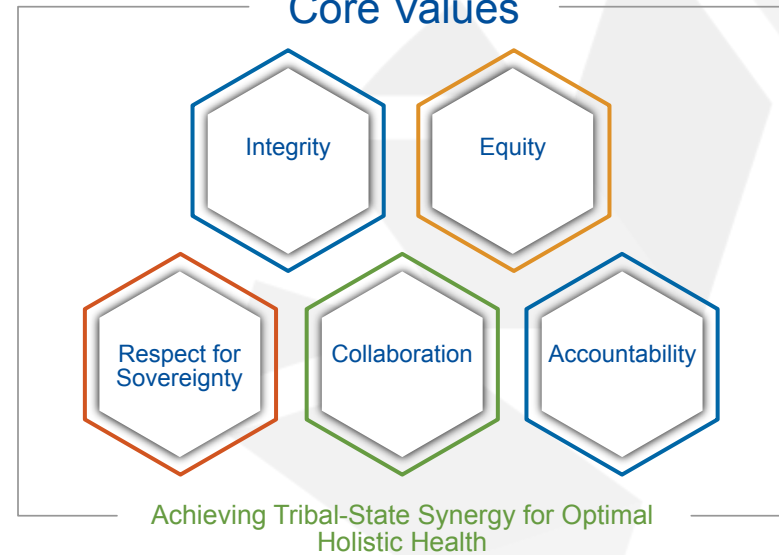 Core Values
Integrity
Equity
Respect for
Sovereignty
Collaboration
Accountability
Achieving Tribal-State Synergy for Optimal
Holistic Health